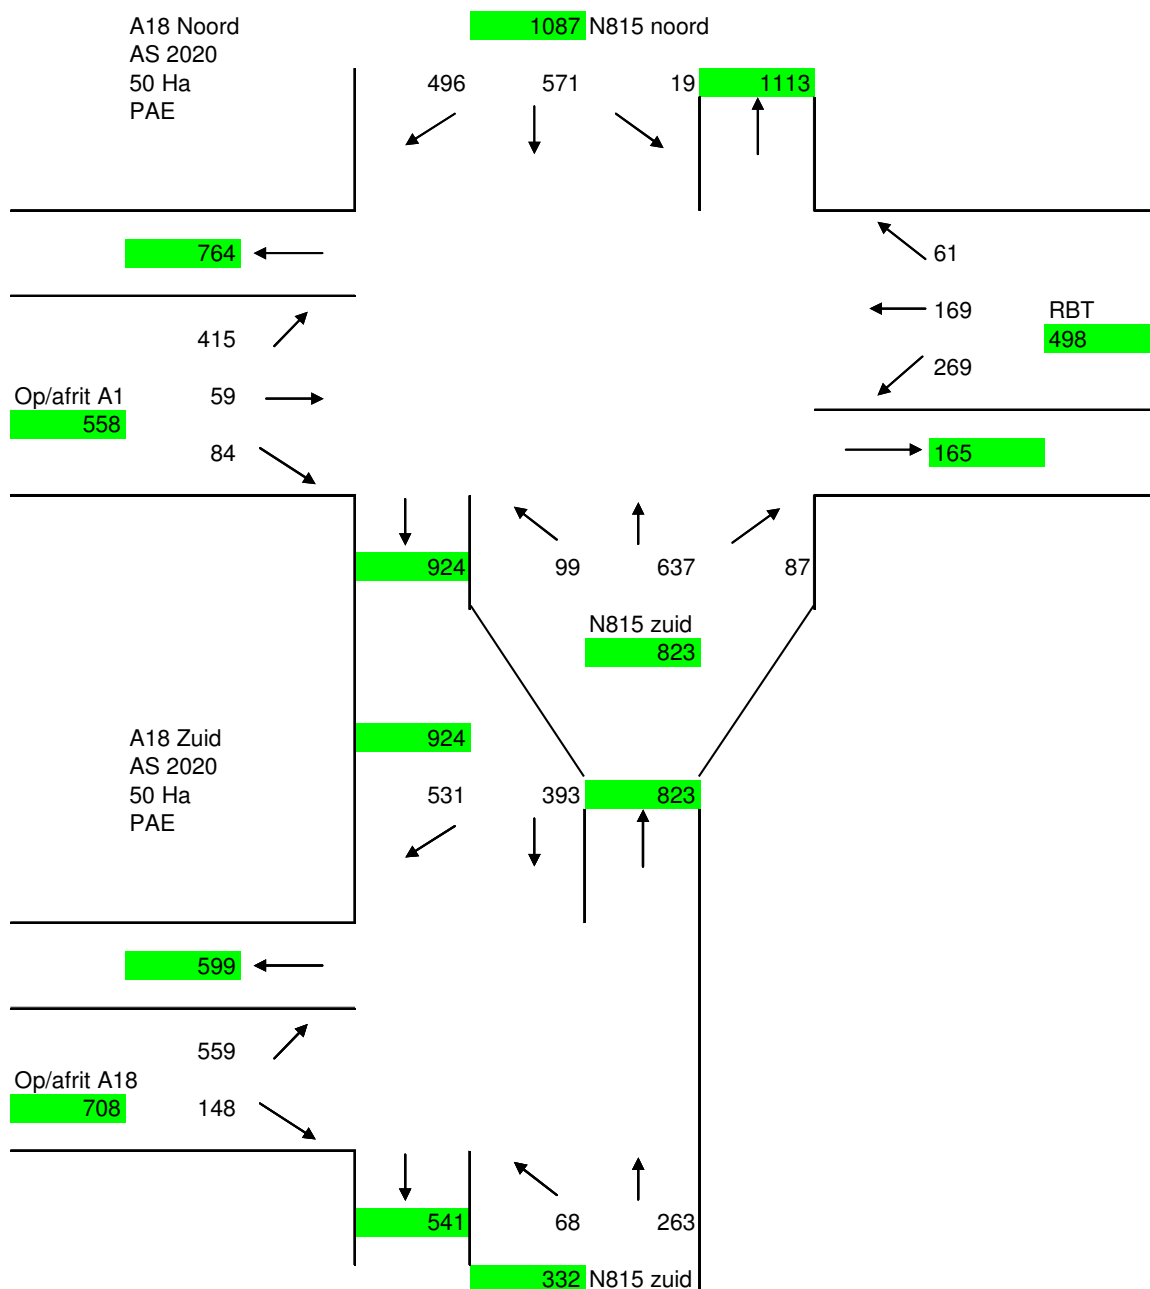 A18 Noord 1087 N815 noord
AS 2020
50 Ha 496 571 19 1113
PAE
764 61
169 RBT
415 498
269
Op/afrit A1 59
558
84 165
924 99 637 87
N815 zuid
823
A18 Zuid 924
AS 2020
50 Ha 531 393 823
PAE
599
559
Op/afrit A18
708 148
541 68 263
332 N815 zuid